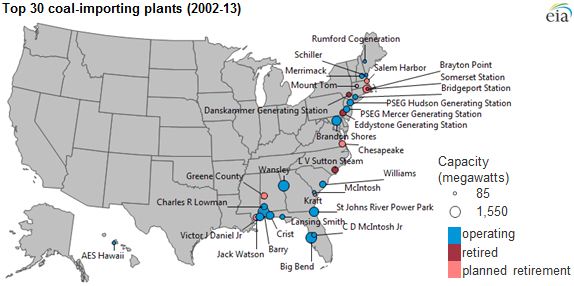 Top 30 coal-importing plants (2002-13)
eia
Rumford Cogeneration
Schiller
Salem Harbor
Merrimack
Brayton Point
Somerset Station
Mount Tom
Bridgeport Station
PSEG Hudson Generating Station
Danskammer Generating Station
PSEG Mercer Generating Station
Eddystone Generating Station
Brandon Shores
Chesapeake
L V Sutton Steam
Wansley
Williams
Greene County
McIntosh
Charles R Lowman
Kraft
St Johns River Power Park
Lansing Smith
C D McIntosh Jr
Victor J Daniel Jr
Crist
Jack Watson
Barry
Big Bend
AES Hawaii
Capacity
(megawatts)
85
1,550
operating
retired
planned retirement